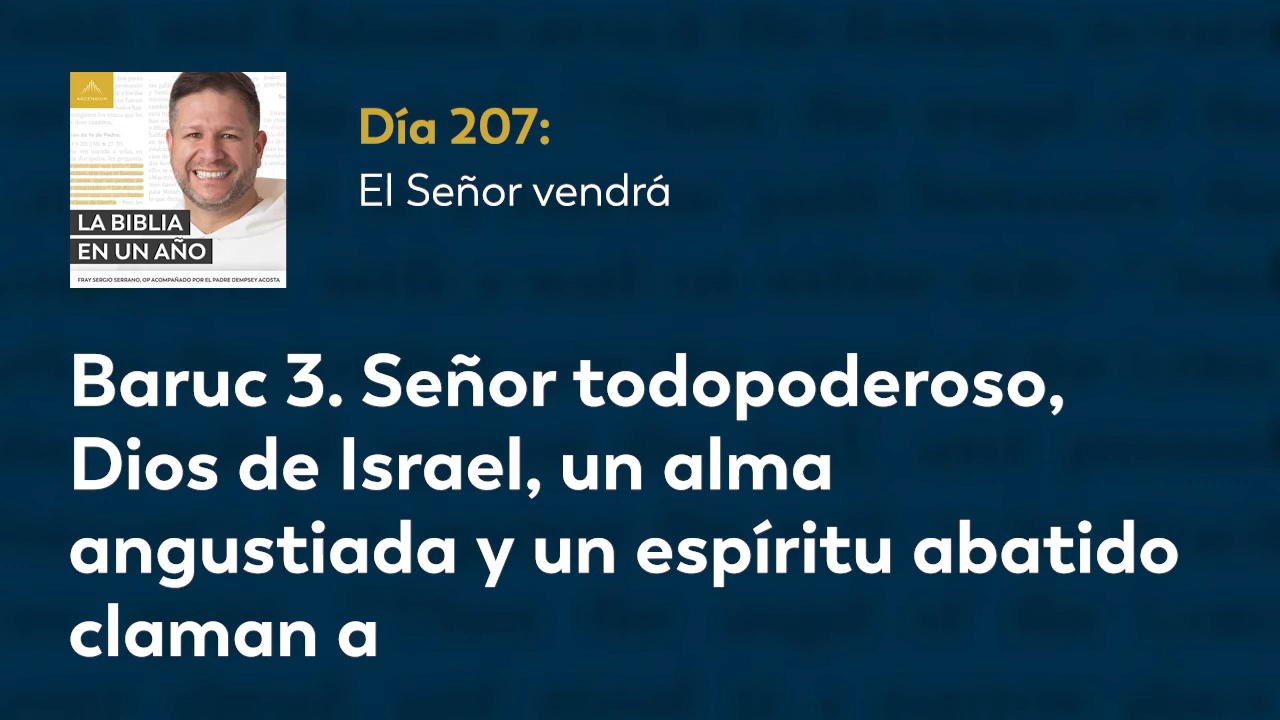 ASCENSION
LA BIBLIA
EN UN AÑO
FRAY SERGIO SERRANO, OP ACOMPAÑADO POR EL PADRE DEMPSEY ACOSTA
Día 207:
El Señor vendrá
Baruc 3. Señor todopoderoso,
Dios de Israel, un alma
angustiada y un espíritu abatido
claman a